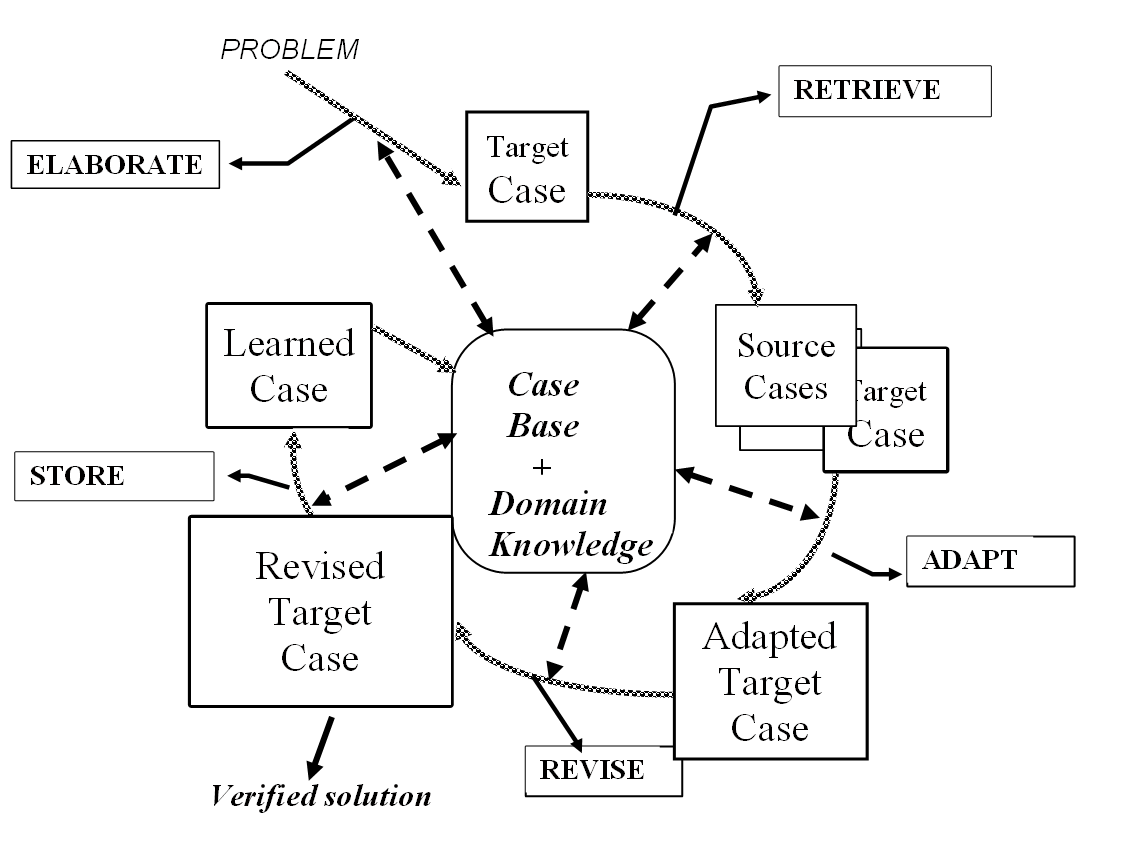 PROBLEM
RETRIEVE
ELABORATE
Target
Case
Learned
Case
Source
Cases
Target
Case
Case
Base
+
Domain
Knowledge
STORE
ADAPT
Revised
Target
Case
Adapted
Target
Case
REVISE
Verified solution